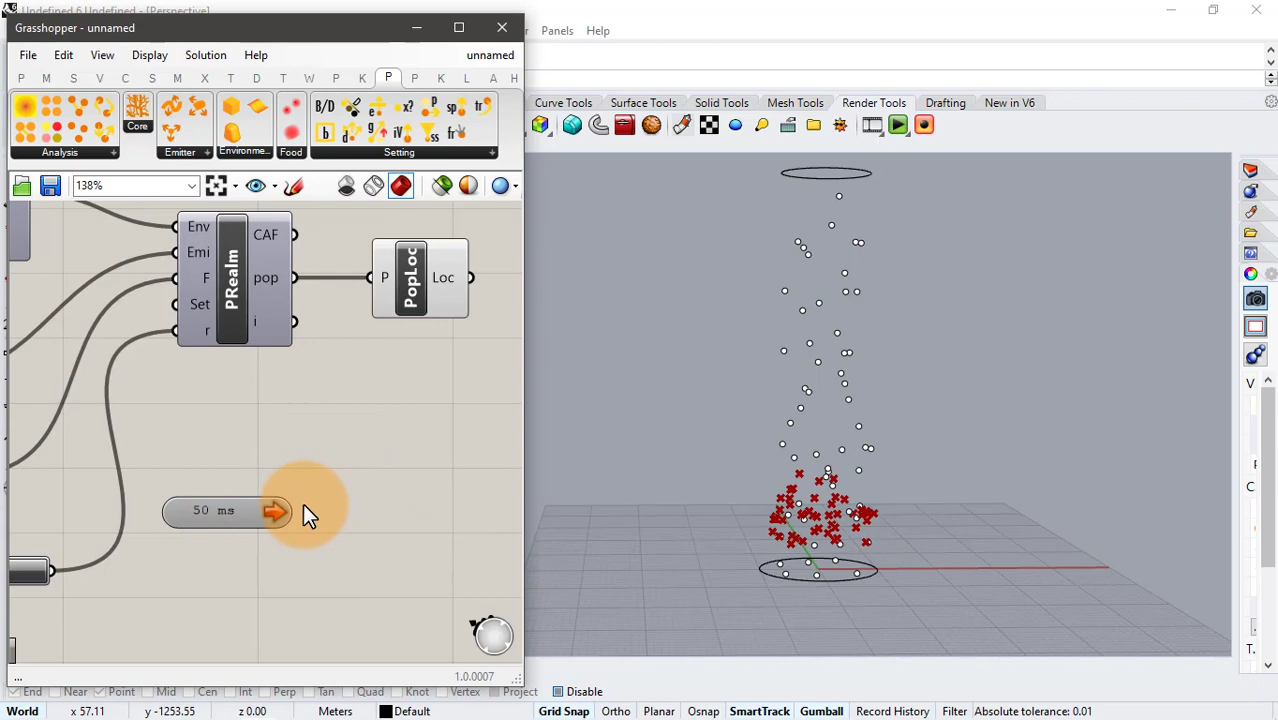 Undefined 6 Undefined - [Perspective]
Grasshopper - unnamed
Panels Help
File Edit View Display Solution Help unnamed
P M S V C S M X T D T W P K P P K L A H
Curve Tools Surface Tools Solid Tools Mesh Tools Render Tools Drafting New in V6
B/D
Core
Analysis Emitter Environme... Food Setting
138%
Env
Emi
F
Set
r
PRealm
CAF
pop
i
P PopLoc Loc
50 ms
V
C
T.
... 1.0.0007
End Near Point Mid Cen Int Perp Tan Quad Knot Vertex Project Disable
World x 57.11 y -1253.55 z 0.00 Meters Default Grid Snap Ortho Planar Osnap SmartTrack Gumball Record History Filter Absolute tolerance: 0.01